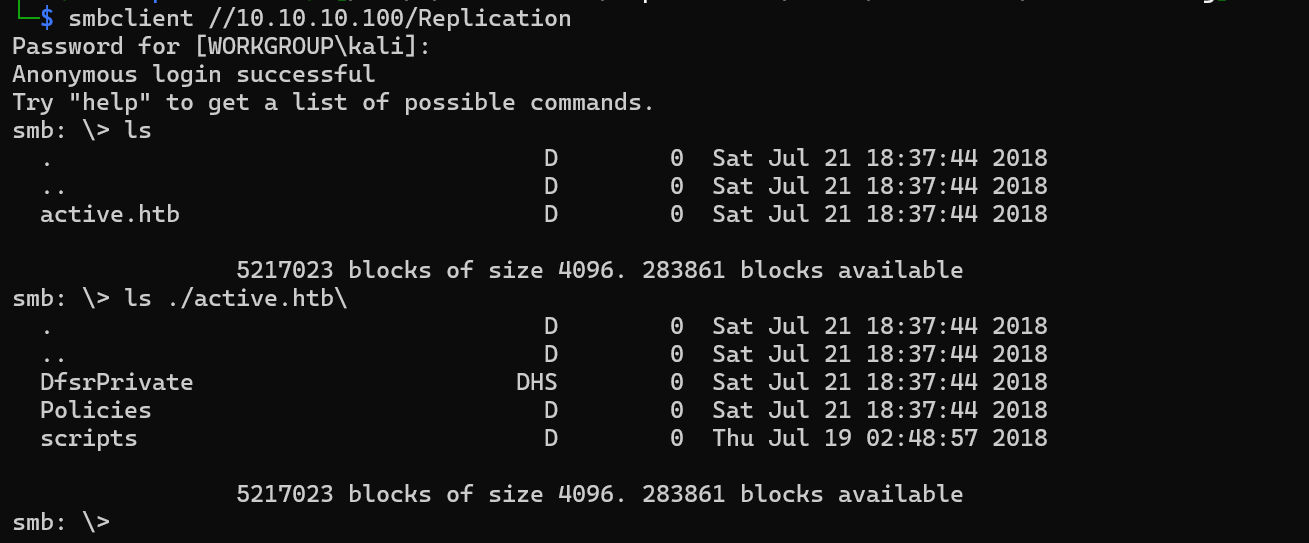 └─$ smbclient //10.10.10.100/Replication
Password for [WORKGROUP\kali]:
Anonymous login successful
Try "help" to get a list of possible commands.
smb: \> ls
  .                                   D        0  Sat Jul 21 18:37:44 2018
  ..                                  D        0  Sat Jul 21 18:37:44 2018
  active.htb                          D        0  Sat Jul 21 18:37:44 2018

                5217023 blocks of size 4096. 283861 blocks available
smb: \> ls ./active.htb\
  .                                   D        0  Sat Jul 21 18:37:44 2018
  ..                                  D        0  Sat Jul 21 18:37:44 2018
  DfsrPrivate                       DHS        0  Sat Jul 21 18:37:44 2018
  Policies                            D        0  Sat Jul 21 18:37:44 2018
  scripts                             D        0  Thu Jul 19 02:48:57 2018

                5217023 blocks of size 4096. 283861 blocks available
smb: \>